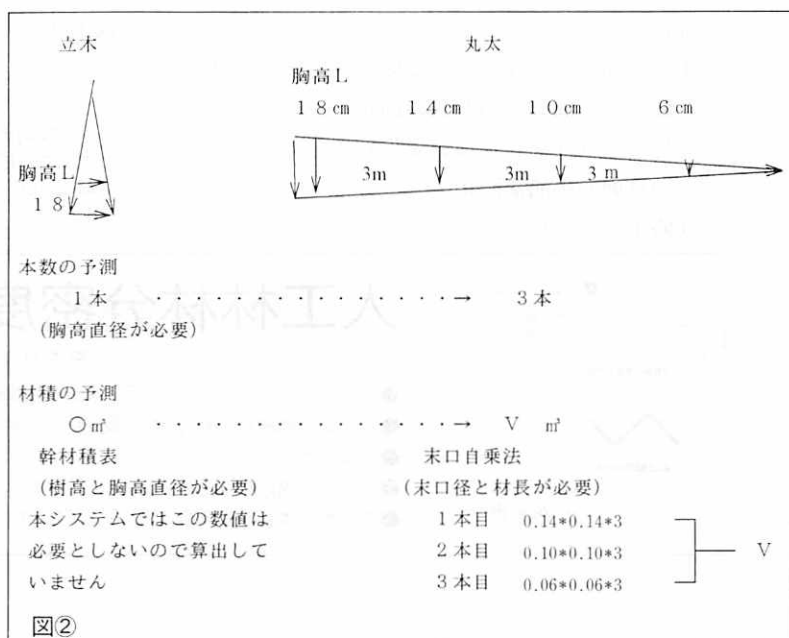 立木　丸太
胸高L
18cm　14cm　10cm　6cm
胸高L
18
3m　3m　3m
本数の予測
1本　・・・・・・・・・・・・・・・→　3本
(胸高直径が必要)
材積の予測
○㎥　・・・・・・・・・・・・・・・→　V　㎥
幹材積表　末口自乗法
(樹高と胸高直径が必要)　(末口径と材長が必要)
本システムではこの数値は　1本目　0.14*0.14*3
必要としないので算出して　2本目　0.10*0.10*3　V
いません　3本目　0.06*0.06*3
図②